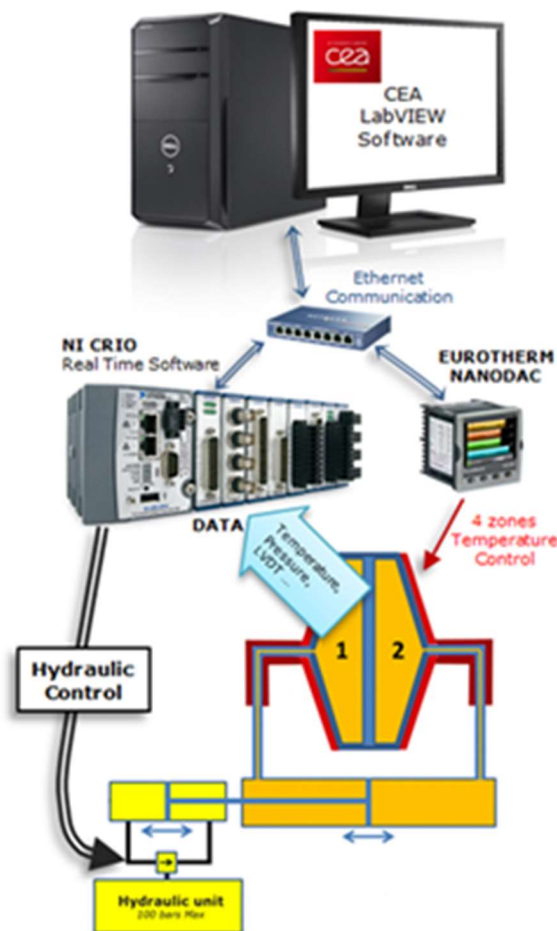 cea
CEA
LabVIEW
Software
Ethernet
Communication
NI CRIO
Real Time Software
EUROTHERM
NANODAC
DATA
Temperature,
Pressure,
LVDT ...
4 zones
Temperature
Control
1 2
Hydraulic
Control
Hydraulic unit
100 bars Max